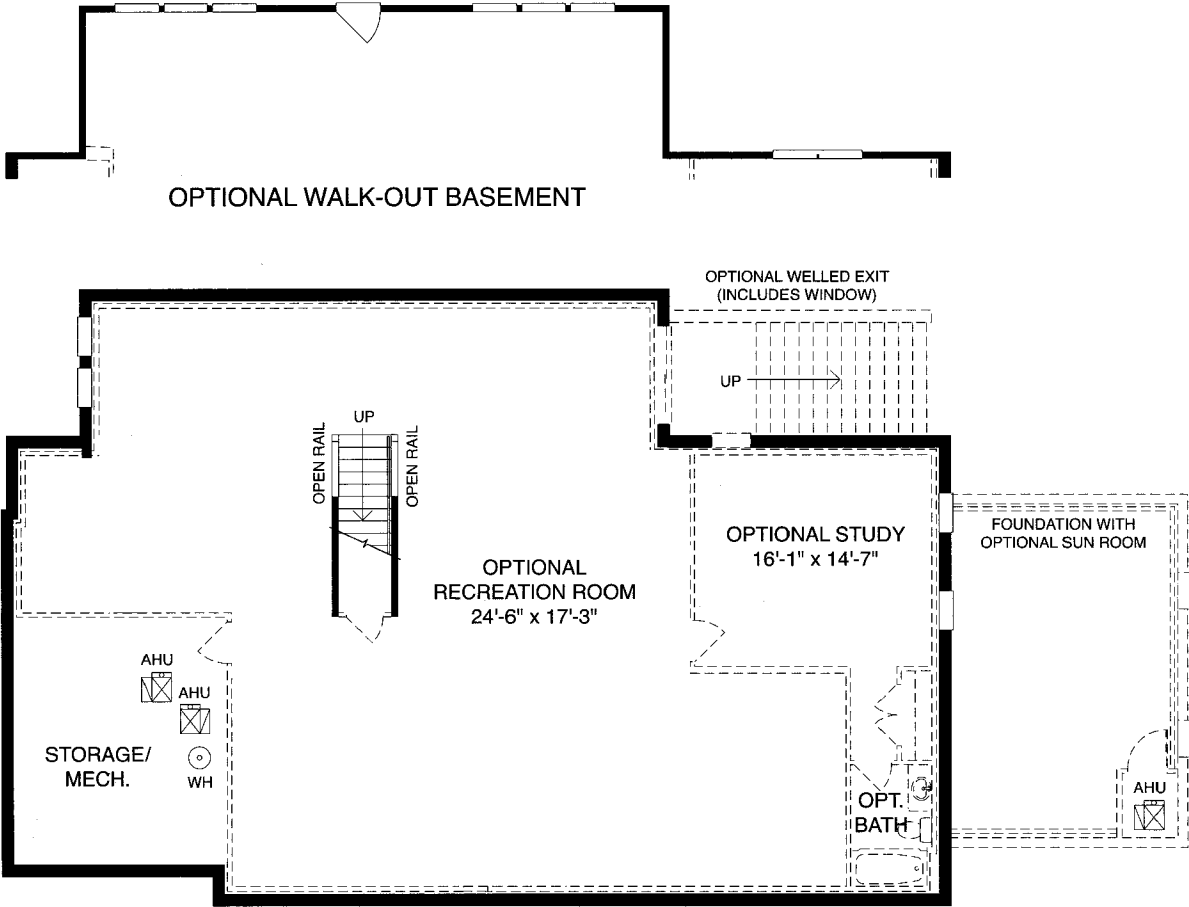 OPTIONAL WALK-OUT BASEMENT
OPTIONAL WELLED EXIT
(INCLUDES WINDOW)
UP
UP
OPEN RAIL
OPEN RAIL
OPTIONAL STUDY
16'-1" x 14'-7"
FOUNDATION WITH
OPTIONAL SUN ROOM
OPTIONAL
RECREATION ROOM
24'-6" x 17'-3"
AHU
AHU
STORAGE/
MECH.
WH
OPT.
BATH
AHU